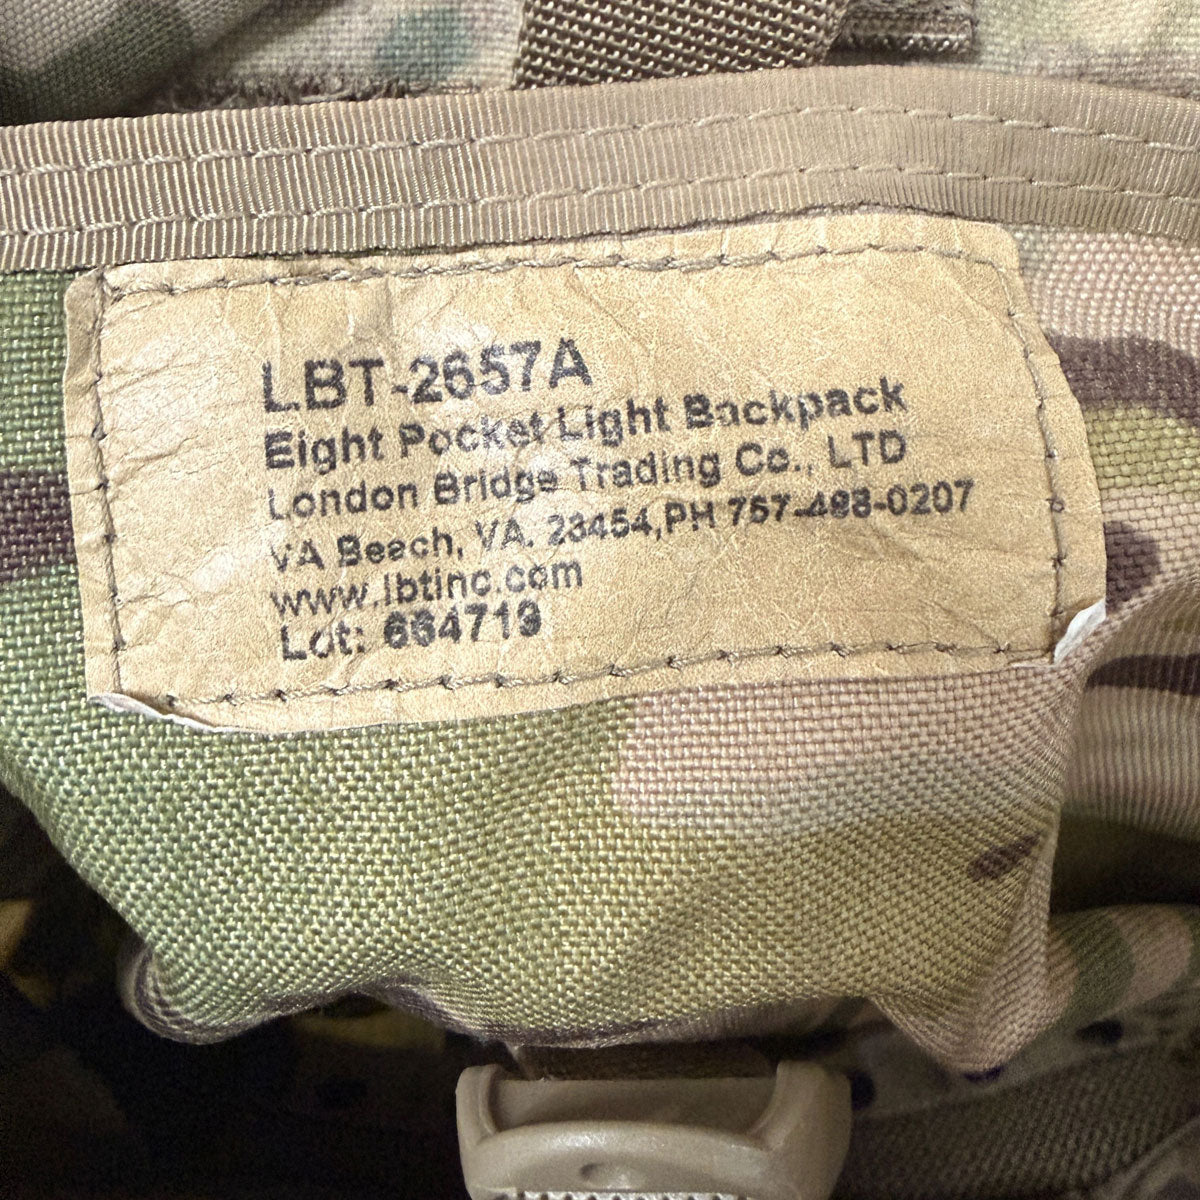 LBT-2657A
Eight Pocket Light Backpack
London Bridge Trading Co., LTD
VA Beach, VA. 23454,PH 757-498-0207
www.lbtinc.com
Lot: 664719